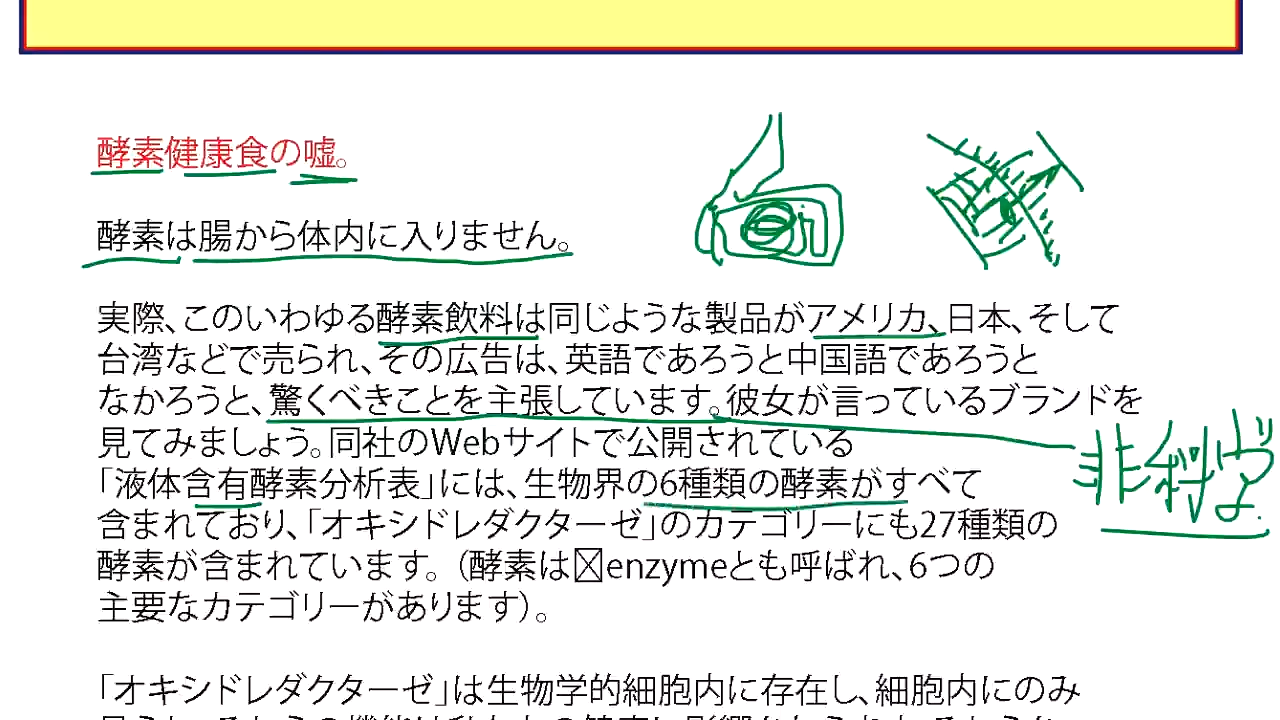 酵素健康食の嘘。
酵素は腸から体内に入りません。
実際、このいわゆる酵素飲料は同じような製品がアメリカ、日本、そして
台湾などで売られ、その広告は、英語であろうと中国語であろうと
なかろうと、驚くべきことを主張しています。彼女が言っているブランドを
見てみましょう。同社のWebサイトで公開されている
「液体含有酵素分析表」には、生物界の6種類の酵素がすべて
非科学
含まれており、「オキシドレダクターゼ」のカテゴリーにも27種類の
酵素が含まれています。（酵素は〼enzymeとも呼ばれ、6つの
主要なカテゴリーがあります）。
「オキシドレダクターゼ」は生物学的細胞内に存在し、細胞内にのみ